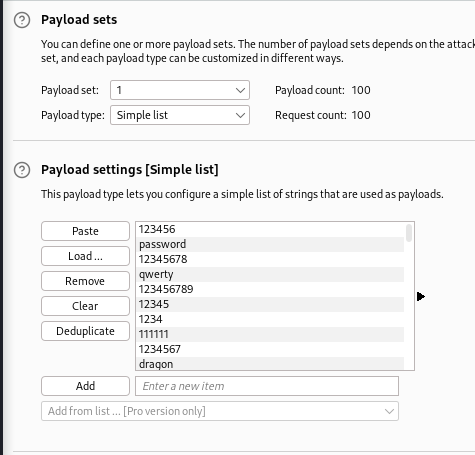 Payload sets
You can define one or more payload sets. The number of payload sets depends on the attack
set, and each payload type can be customized in different ways.
Payload set: 1 Payload count: 100
Payload type: Simple list Request count: 100
Payload settings [Simple list]
This payload type lets you configure a simple list of strings that are used as payloads.
Paste
Load ...
Remove
Clear
Deduplicate
123456
password
12345678
qwerty
123456789
12345
1234
111111
1234567
dragon
Add Enter a new item
Add from list ... [Pro version only]